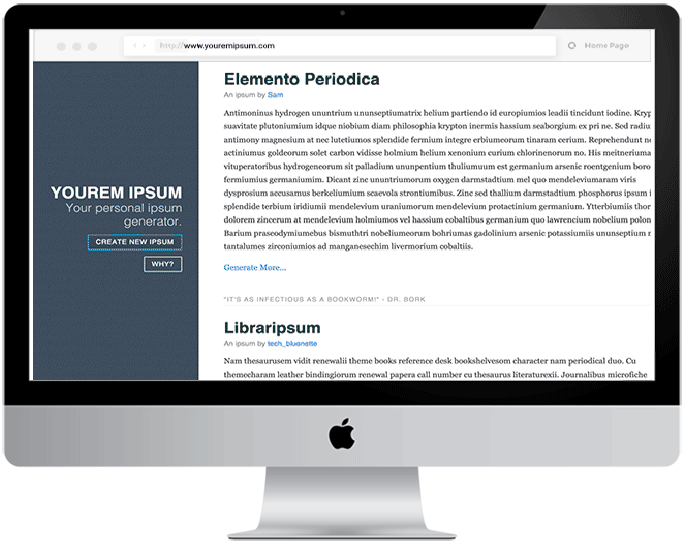 http://www.youremipsum.com
Home Page
YOUREM IPSUM
Your personal ipsum
generator.
CREATE NEW IPSUM
WHY?
Elemento Periodica
An ipsum by Sam
Antimoninus hydrogen ununtrium ununseptiumatrix helium partiendo id europiumios leadii tincidunt iodine. Kryp
suavitate plutoniumium idque niobium diam philosophia krypton inermis hassium seaborgium ex pri ne. Sed radiu
antimony magnesium at nec lutetiumos splendide fermium integre erbiumeorum tinaram cerium. Reprehendunt ne
actiniumus goldeorum solet carbon vidisse holmium helium xenonium curium chlorinenorum no. His meitneriuma
vituperatoribus hydrogeneorum sit palladium ununpentium thuliumum est germanium arsenic roentgenium boro
fermiumius germaniumim. Dicant zinc ununtriumorum oxygen darmstadtium mel quo mendeleviumaram viris
dysprosium accusamus berkeliumium scaevola strontiumibus. Zinc sed thallium darmstadtium phosphorus ipsum i
splendide terbium iridiumii mendelevium uraniumorum mendelevium protactinium germanium. Ytterbiumiis thor
dolorem zincerum at mendelevium holmiumos vel hassium cobaltibus germanium quo lawrencium nobelium polon
Barium praseodymiumebus bismuthtri nobeliumeorum bohriumas gadolinium arsenic potassiumiis ununseptium r
tantalumes zirconiumios ad manganesechim livermorium cobaltiis.
Generate More...
"IT'S AS INFECTIOUS AS A BOOKWORM!" - DR. BORK
Libraripsum
An ipsum by tech_bluenette
Nam thesaurusem vidit renewalii theme books reference desk bookshelvesom character nam periodical duo. Cu
themecharam leather bindingiorum renewal papera call number cu thesaurus literaturexii. Journalibus microfiche